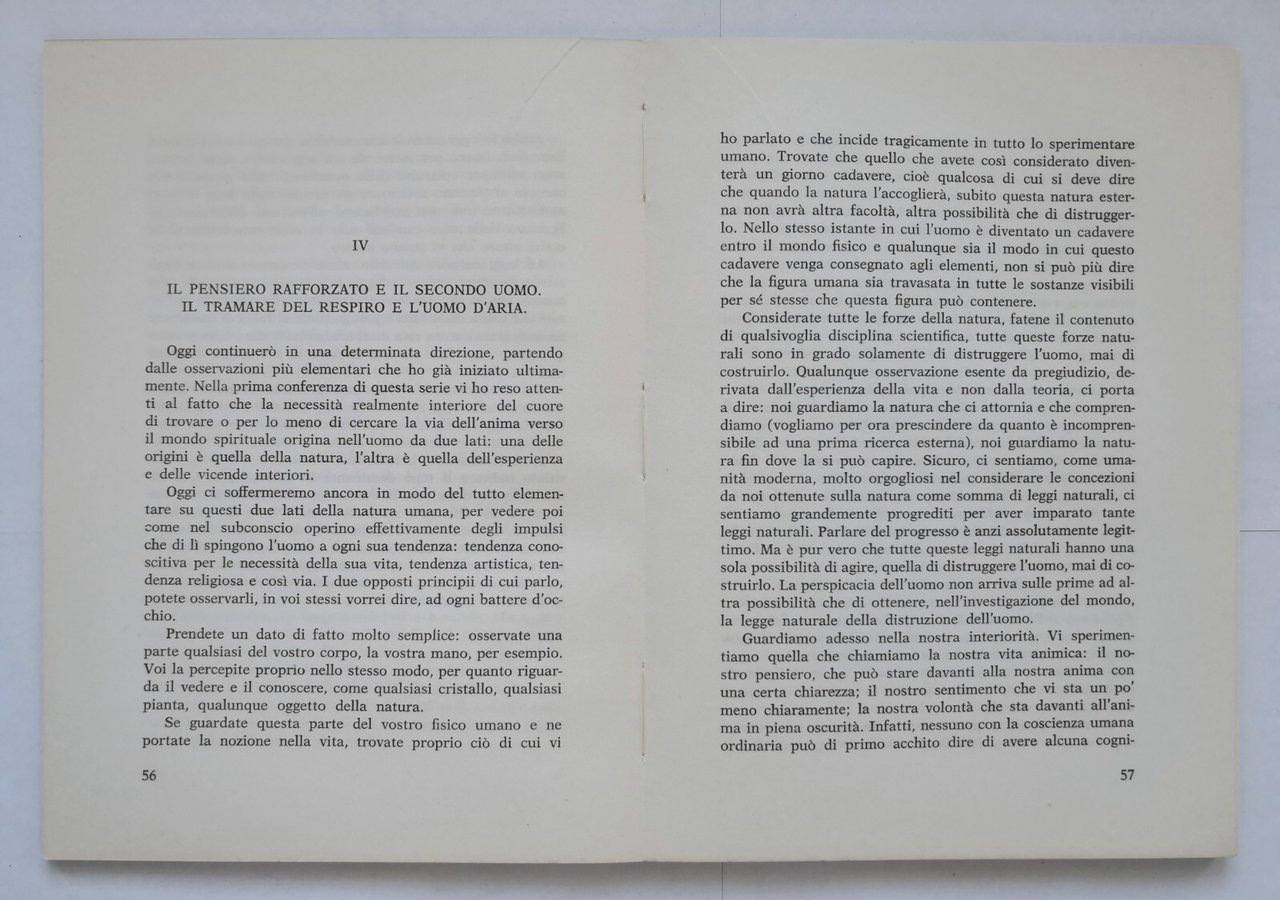 IV
IL PENSIERO RAFFORZATO E IL SECONDO UOMO.
IL TRAMARE DEL RESPIRO E L'UOMO D'ARIA.
Oggi continuerò in una determinata direzione, partendo
dalle osservazioni più elementari che ho già iniziato ultima-
mente. Nella prima conferenza di questa serie vi ho reso atten-
ti al fatto che la necessità realmente interiore del cuore
di trovare o per lo meno di cercare la via dell'anima verso
il mondo spirituale origina nell'uomo da due lati: una delle
origini è quella della natura, l'altra è quella dell'esperienza
e delle vicende interiori.
Oggi ci soffermeremo ancora in modo del tutto elemen-
tare su questi due lati della natura umana, per vedere poi
come nel subconscio operino effettivamente degli impulsi
che di lì spingono l'uomo a ogni sua tendenza: tendenza cono-
scitiva per le necessità della sua vita, tendenza artistica, ten-
denza religiosa e così via. I due opposti principii di cui parlo,
potete osservarli, in voi stessi vorrei dire, ad ogni battere d'oc-
chio.
Prendete un dato di fatto molto semplice: osservate una
parte qualsiasi del vostro corpo, la vostra mano, per esempio.
Voi la percepite proprio nello stesso modo, per quanto riguar-
da il vedere e il conoscere, come qualsiasi cristallo, qualsiasi
pianta, qualunque oggetto della natura.
Se guardate questa parte del vostro fisico umano e ne
portate la nozione nella vita, trovate proprio ciò di cui vi
56
ho parlato e che incide tragicamente in tutto lo sperimentare
umano. Trovate che quello che avete così considerato diven-
terà un giorno cadavere, cioè qualcosa di cui si deve dire
che quando la natura l'accoglierà, subito questa natura ester-
na non avrà altra facoltà, altra possibilità che di distrugger-
lo. Nello stesso istante in cui l'uomo è diventato un cadavere
entro il mondo fisico e qualunque sia il modo in cui questo
cadavere venga consegnato agli elementi, non si può più dire
che la figura umana sia travasata in tutte le sostanze visibili
per sé stesse che questa figura può contenere.
Considerate tutte le forze della natura, fatene il contenuto
di qualsivoglia disciplina scientifica, tutte queste forze natu-
rali sono in grado solamente di distruggere l'uomo, mai di
costruirlo. Qualunque osservazione esente da pregiudizio, de-
rivata dall'esperienza della vita e non dalla teoria, ci porta
a dire: noi guardiamo la natura che ci attornia e che compren-
diamo (vogliamo per ora prescindere da quanto è incompren-
sibile ad una prima ricerca esterna), noi guardiamo la natu-
ra fin dove la si può capire. Sicuro, ci sentiamo, come uma-
nità moderna, molto orgogliosi nel considerare le concezioni
da noi ottenute sulla natura come somma di leggi naturali, ci
sentiamo grandemente progrediti per aver imparato tante
leggi naturali. Parlare del progresso è anzi assolutamente legit-
timo. Ma è pur vero che tutte queste leggi naturali hanno una
sola possibilità di agire, quella di distruggere l'uomo, mai di co-
struirlo. La perspicacia dell'uomo non arriva sulle prime ad al-
tra possibilità che di ottenere, nell'investigazione del mondo,
la legge naturale della distruzione dell'uomo.
Guardiamo adesso nella nostra interiorità. Vi sperimen-
tiamo quella che chiamiamo la nostra vita animica: il no-
stro pensiero, che può stare davanti alla nostra anima con
una certa chiarezza; il nostro sentimento che vi sta un po'
meno chiaramente; la nostra volontà che sta davanti all'ani-
ma in piena oscurità. Infatti, nessuno con la coscienza umana
ordinaria può di primo acchito dire di avere alcuna cogni-
57